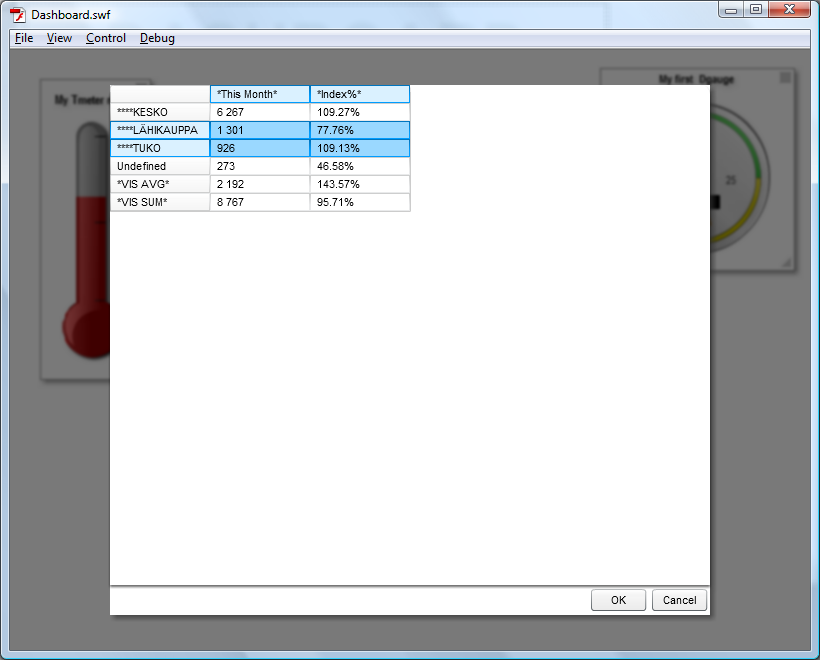 Dashboard.swf
File View Control Debug
My Tmeter
My first Dgauge
*This Month* *Index%*
****KESKO 6 267 109.27%
****LÄHIKAUPPA 1 301 77.76%
****TUKO 926 109.13%
Undefined 273 46.58%
*VIS AVG* 2 192 143.57%
*VIS SUM* 8 767 95.71%
25
OK Cancel